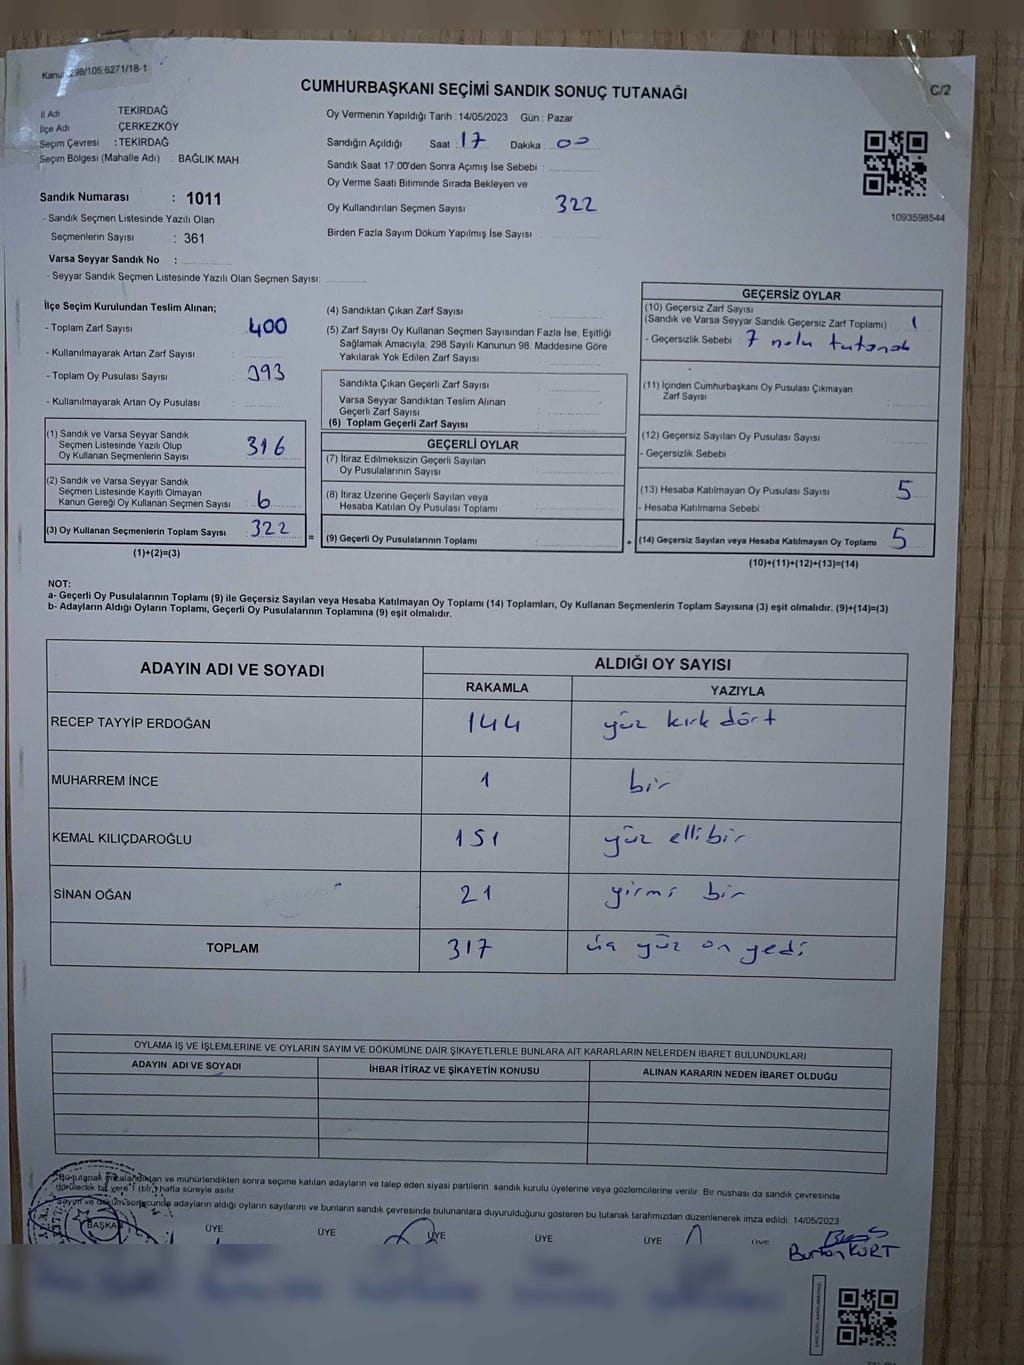 Kanun 298/105;6271/18-1
CUMHURBAŞKANI SEÇİMİ SANDIK SONUÇ TUTANAĞI
C/2
İl Adı TEKİRDAĞ
İlçe Adı : ÇERKEZKÖY
Seçim Çevresi : TEKİRDAĞ
Seçim Bölgesi (Mahalle Adı) : BAĞLIK MAH
Oy Vermenin Yapıldığı Tarih : 14/05/2023 Gün : Pazar
Sandığın Açıldığı Saat : 17 Dakika : 00
Sandık Saat 17:00'den Sonra Açımış İse Sebebi :
Oy Verme Saati Bitiminde Sırada Bekleyen ve
Oy Kullandırılan Seçmen Sayısı : 322
Birden Fazla Sayım Döküm Yapılmış İse Sayısı :
1093598544
Sandık Numarası : 1011
- Sandık Seçmen Listesinde Yazılı Olan
Seçmenlerin Sayısı : 361
Varsa Seyyar Sandık No :
- Seyyar Sandık Seçmen Listesinde Yazılı Olan Seçmen Sayısı:
İlçe Seçim Kurulundan Teslim Alınan;
- Toplam Zarf Sayısı : 400
- Kullanılmayarak Artan Zarf Sayısı :
- Toplam Oy Pusulası Sayısı : 393
- Kullanılmayarak Artan Oy Pusulası :
(1) Sandık ve Varsa Seyyar Sandık
Seçmen Listesinde Yazılı Olup
Oy Kullanan Seçmenlerin Sayısı : 316
(2) Sandık ve Varsa Seyyar Sandık
Seçmen Listesinde Kayıtlı Olmayan
Kanun Gereği Oy Kullanan Seçmen Sayısı : 6
(3) Oy Kullanan Seçmenlerin Toplam Sayısı : 322
(1)+(2)=(3)
(4) Sandıktan Çıkan Zarf Sayısı :
(5) Zarf Sayısı Oy Kullanan Seçmen Sayısından Fazla İse, Eşitliği
Sağlamak Amacıyla; 298 Sayılı Kanunun 98. Maddesine Göre
Yakılarak Yok Edilen Zarf Sayısı :
Sandıkta Çıkan Geçerli Zarf Sayısı :
Varsa Seyyar Sandıktan Teslim Alınan
Geçerli Zarf Sayısı :
(6) Toplam Geçerli Zarf Sayısı :
GEÇERLİ OYLAR
(7) İtiraz Edilmeksizin Geçerli Sayılan
Oy Pusulalarının Sayısı :
(8) İtiraz Üzerine Geçerli Sayılan veya
Hesaba Katılan Oy Pusulası Toplamı :
= (9) Geçerli Oy Pusulalarının Toplamı :
GEÇERSİZ OYLAR
(10) Geçersiz Zarf Sayısı
(Sandık ve Varsa Seyyar Sandık Geçersiz Zarf Toplamı) : 1
- Geçersizlik Sebebi : 7 nolu tutanak
(11) İçinden Cumhurbaşkanı Oy Pusulası Çıkmayan
Zarf Sayısı :
(12) Geçersiz Sayılan Oy Pusulası Sayısı :
- Geçersizlik Sebebi :
(13) Hesaba Katılmayan Oy Pusulası Sayısı : 5
- Hesaba Katılmama Sebebi :
+ (14) Geçersiz Sayılan veya Hesaba Katılmayan Oy Toplamı : 5
(10)+(11)+(12)+(13)=(14)
NOT:
a- Geçerli Oy Pusulalarının Toplamı (9) ile Geçersiz Sayılan veya Hesaba Katılmayan Oy Toplamı (14) Toplamları, Oy Kullanan Seçmenlerin Toplam Sayısına (3) eşit olmalıdır. (9)+(14)=(3)
b- Adayların Aldığı Oyların Toplamı, Geçerli Oy Pusulalarının Toplamına (9) eşit olmalıdır.
ADAYIN ADI VE SOYADI ALDIĞI OY SAYISI
RAKAMLA YAZIYLA
RECEP TAYYİP ERDOĞAN 144 yüz kırk dört
MUHARREM İNCE 1 bir
KEMAL KILIÇDAROĞLU 151 yüz elli bir
SİNAN OĞAN 21 yirmi bir
TOPLAM 317 üç yüz on yedi
OYLAMA İŞ VE İŞLEMLERİNE VE OYLARIN SAYIM VE DÖKÜMÜNE DAİR ŞİKAYETLERLE BUNLARA AİT KARARLARIN NELERDEN İBARET BULUNDUKLARI
ADAYIN ADI VE SOYADI İHBAR İTİRAZ VE ŞİKAYETİN KONUSU ALINAN KARARIN NEDEN İBARET OLDUĞU
Bu tutanak imzalandıktan ve mühürlendikten sonra seçime katılan adayların ve talep eden siyasi partilerin sandık kurulu üyelerine veya gözlemcilerine verilir. Bir nüshası da sandık çevresinde
görülecek bir yere 1 (bir) hafta süreyle asılır.
Sayım ve döküm sonucunda adayların aldığı oyların sayılarını ve bunların sandık çevresinde bulunanlara duyurulduğunu gösteren bu tutanak tarafımızdan düzenlenerek imza edildi. 14/05/2023
BAŞKAN ÜYE ÜYE ÜYE ÜYE ÜYE ÜYE
Burhan KURT